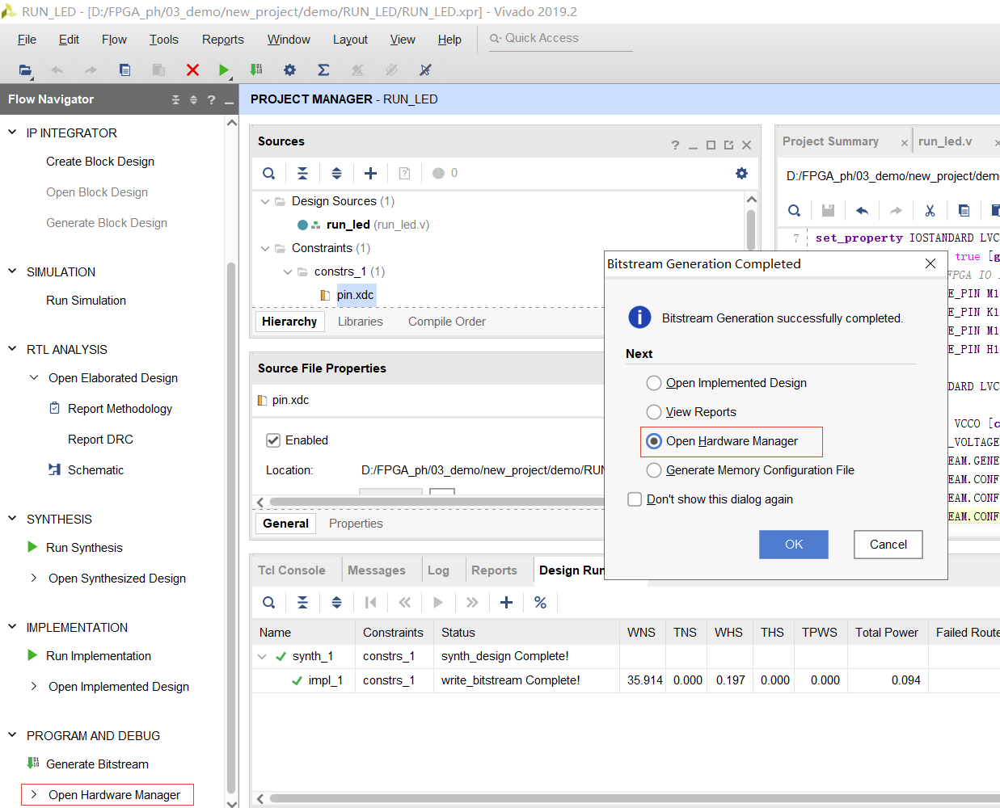 RUN_LED - [D:/FPGA_ph/03_demo/new_project/demo/RUN_LED/RUN_LED.xpr] - Vivado 2019.2
File Edit Flow Tools Reports Window Layout View Help Quick Access
Flow Navigator
IP INTEGRATOR
Create Block Design
Open Block Design
Generate Block Design
SIMULATION
Run Simulation
RTL ANALYSIS
Open Elaborated Design
Report Methodology
Report DRC
Schematic
SYNTHESIS
Run Synthesis
Open Synthesized Design
IMPLEMENTATION
Run Implementation
Open Implemented Design
PROGRAM AND DEBUG
Generate Bitstream
Open Hardware Manager
PROJECT MANAGER - RUN_LED
Sources
0
Design Sources (1)
run_led (run_led.v)
Constraints (1)
constrs_1 (1)
pin.xdc
Hierarchy Libraries Compile Order
Source File Properties
pin.xdc
Enabled
Location: D:/FPGA_ph/03_demo/new_project/demo/RUN
General Properties
Project Summary run_led.v
D:/FPGA_ph/03_demo/new_project/dem
7 set_property IOSTANDARD LVC
true [g
FPGA IO
E_PIN M1
E_PIN K1
E_PIN M1
E_PIN H1
DARD LVC
VCCO [c
_VOLTAGE
EAM.GENE
EAM.CONF
EAM.CONF
EAM.CONF
Bitstream Generation Completed
Bitstream Generation successfully completed.
Next
Open Implemented Design
View Reports
Open Hardware Manager
Generate Memory Configuration File
Don't show this dialog again
OK Cancel
Tcl Console Messages Log Reports Design Run
Name Constraints Status WNS TNS WHS THS TPWS Total Power Failed Route
synth_1 constrs_1 synth_design Complete!
impl_1 constrs_1 write_bitstream Complete! 35.914 0.000 0.197 0.000 0.000 0.094